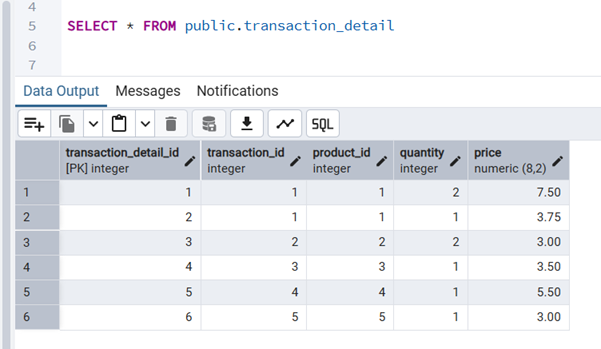 4
5 SELECT * FROM public.transaction_detail
6
7
Data Output Messages Notifications
SQL
transaction_detail_id transaction_id product_id quantity price
[PK] integer integer integer integer numeric (8,2)
1 1 1 1 2 7.50
2 2 1 1 1 3.75
3 3 2 2 2 3.00
4 4 3 3 1 3.50
5 5 4 4 1 5.50
6 6 5 5 1 3.00